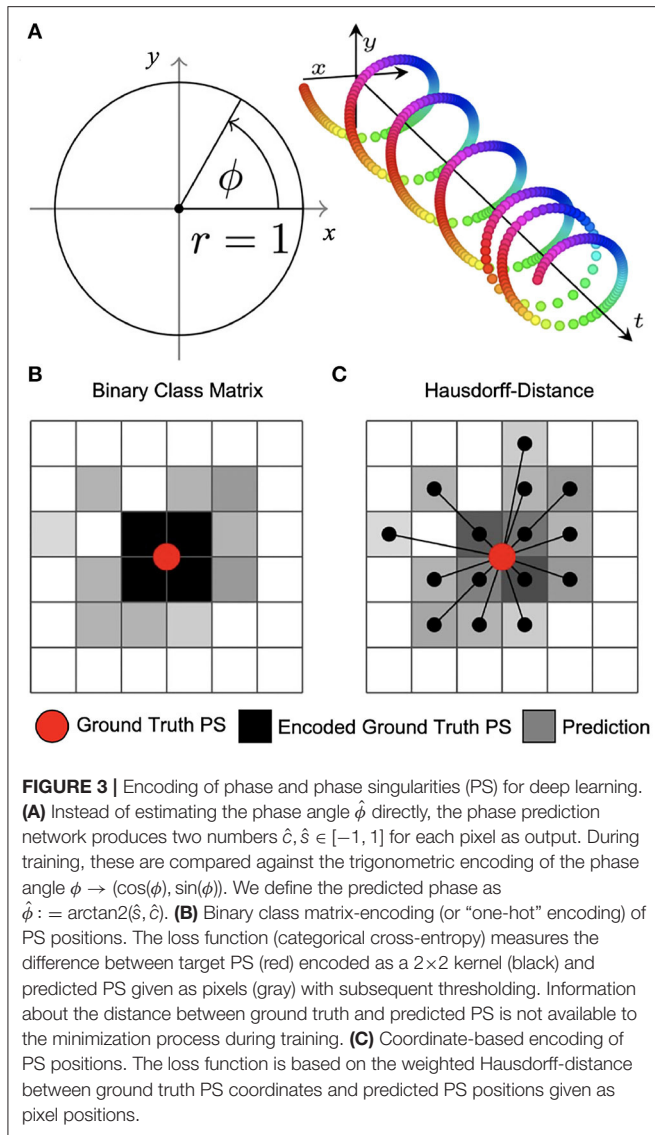 A
y
ϕ
r = 1
x
x
y
t
B
Binary Class Matrix
C
Hausdorff-Distance
Ground Truth PS
Encoded Ground Truth PS
Prediction
FIGURE 3 | Encoding of phase and phase singularities (PS) for deep learning.
(A) Instead of estimating the phase angle ϕ̂ directly, the phase prediction
network produces two numbers ĉ, ŝ ∈ [−1, 1] for each pixel as output. During
training, these are compared against the trigonometric encoding of the phase
angle ϕ → (cos(ϕ), sin(ϕ)). We define the predicted phase as
ϕ̂ : = arctan2(ŝ, ĉ). (B) Binary class matrix-encoding (or “one-hot” encoding) of
PS positions. The loss function (categorical cross-entropy) measures the
difference between target PS (red) encoded as a 2×2 kernel (black) and
predicted PS given as pixels (gray) with subsequent thresholding. Information
about the distance between ground truth and predicted PS is not available to
the minimization process during training. (C) Coordinate-based encoding of
PS positions. The loss function is based on the weighted Hausdorff-distance
between ground truth PS coordinates and predicted PS positions given as
pixel positions.